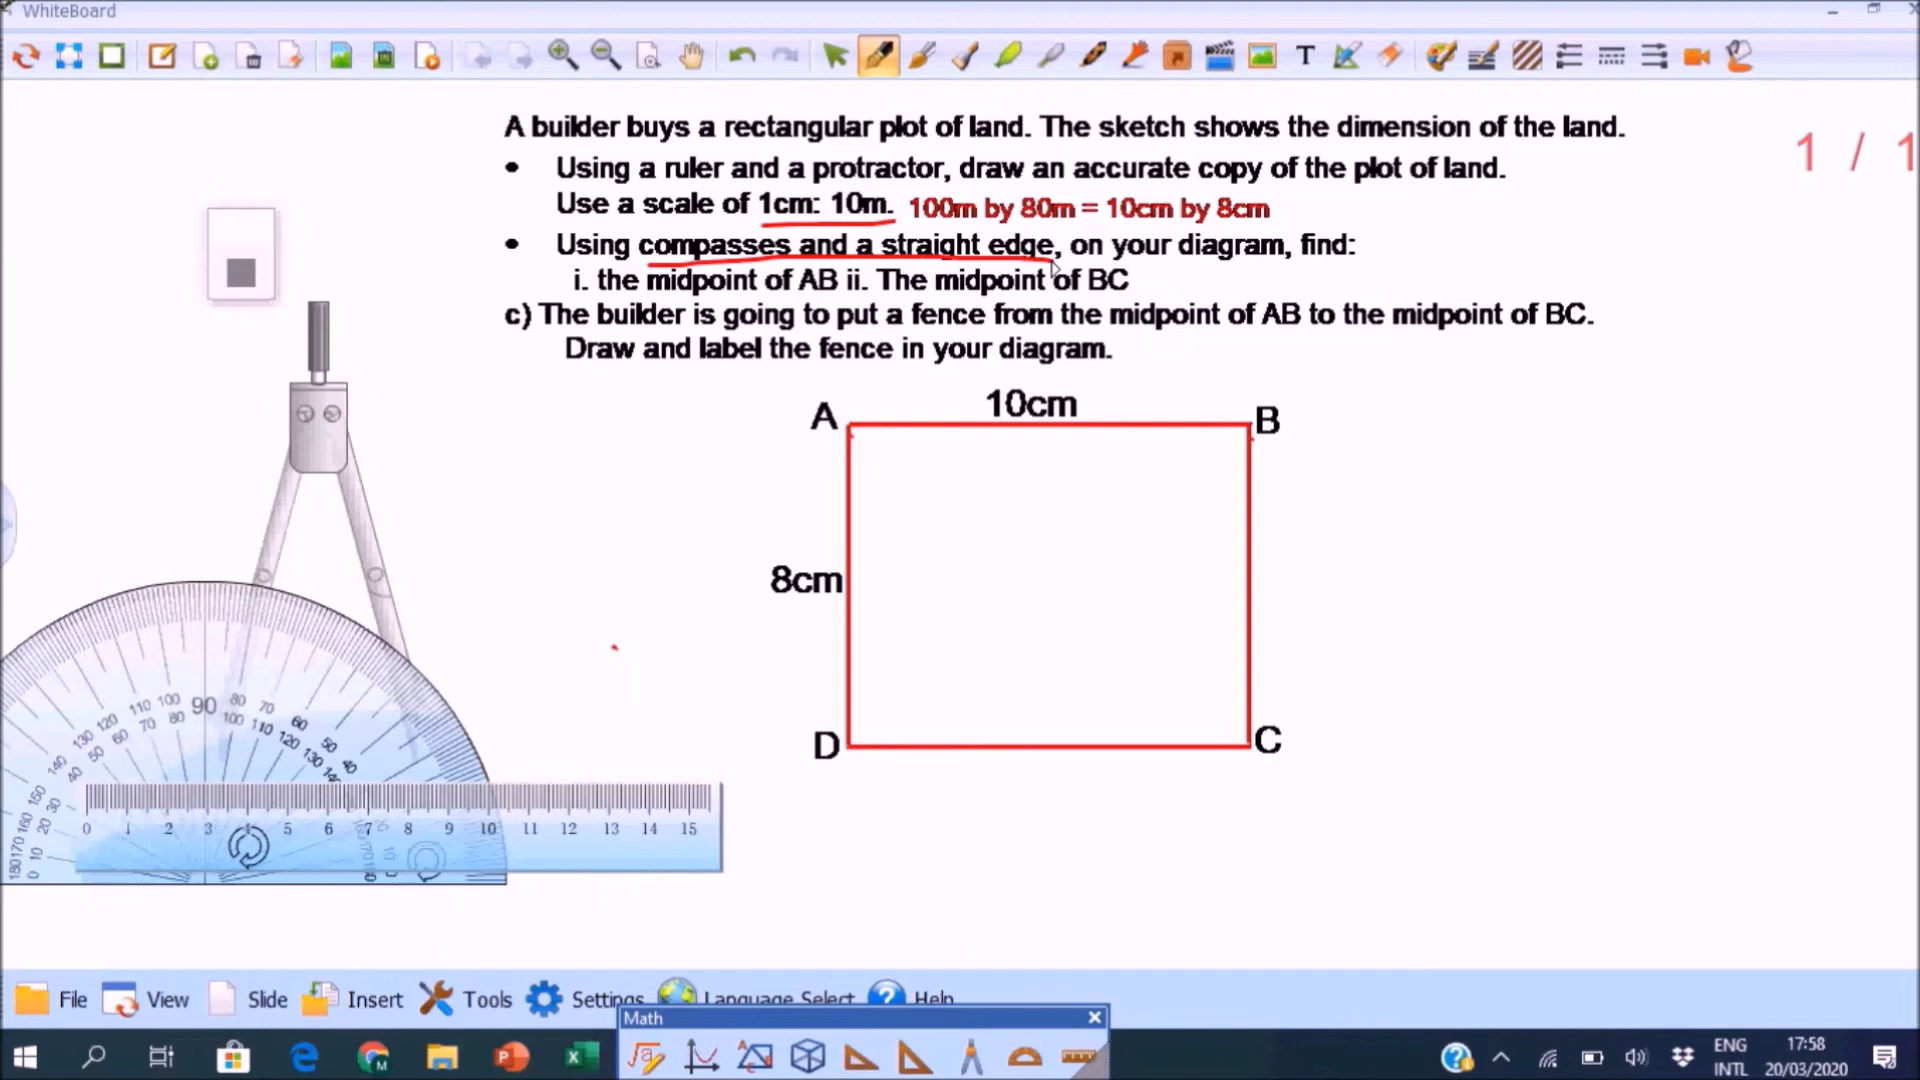 WhiteBoard
T
1 / 1
A builder buys a rectangular plot of land. The sketch shows the dimension of the land.
• Using a ruler and a protractor, draw an accurate copy of the plot of land.
Use a scale of 1cm: 10m. 100m by 80m = 10cm by 8cm
• Using compasses and a straight edge, on your diagram, find:
i. the midpoint of AB ii. The midpoint of BC
c) The builder is going to put a fence from the midpoint of AB to the midpoint of BC.
Draw and label the fence in your diagram.
A 10cm B
8cm
D C
0 1 2 3 4 5 6 7 8 9 10 11 12 13 14 15
File View Slide Insert Tools Settings Language Select Help
Math
ENG 17:58
INTL 20/03/2020